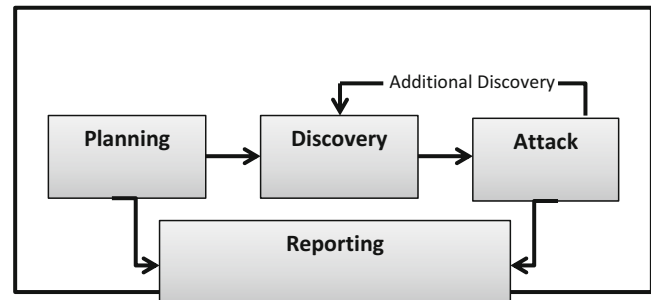 Additional Discovery
Planning
Discovery
Attack
Reporting